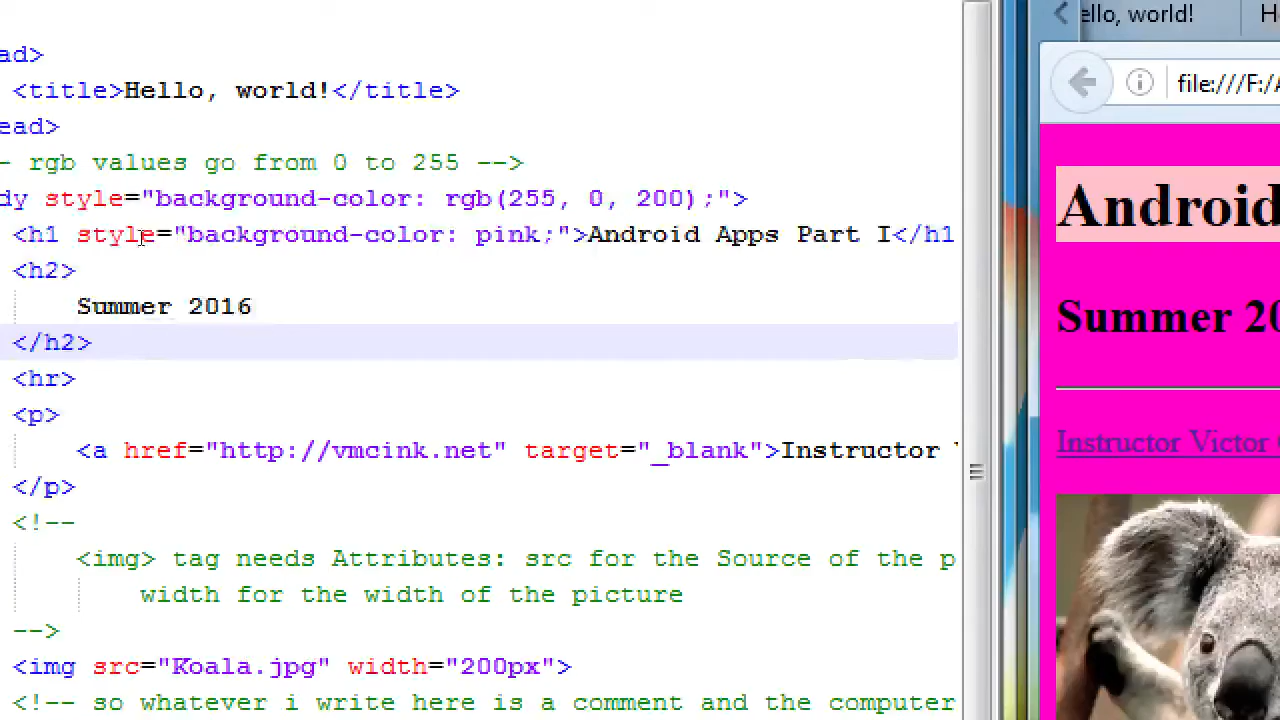 ad>
<title>Hello, world!</title>
ead>
- rgb values go from 0 to 255 -->
dy style="background-color: rgb(255, 0, 200);">
<h1 style="background-color: pink;">Android Apps Part I</h1
<h2>
Summer 2016
</h2>
<hr>
<p>
<a href="http://vmcink.net" target="_blank">Instructor
</p>
<!--
<img> tag needs Attributes: src for the Source of the p
width for the width of the picture
-->
<img src="Koala.jpg" width="200px">
<!-- so whatever i write here is a comment and the computer
ello, world! H
file:///F:/A
Android
Summer 20
Instructor Victor